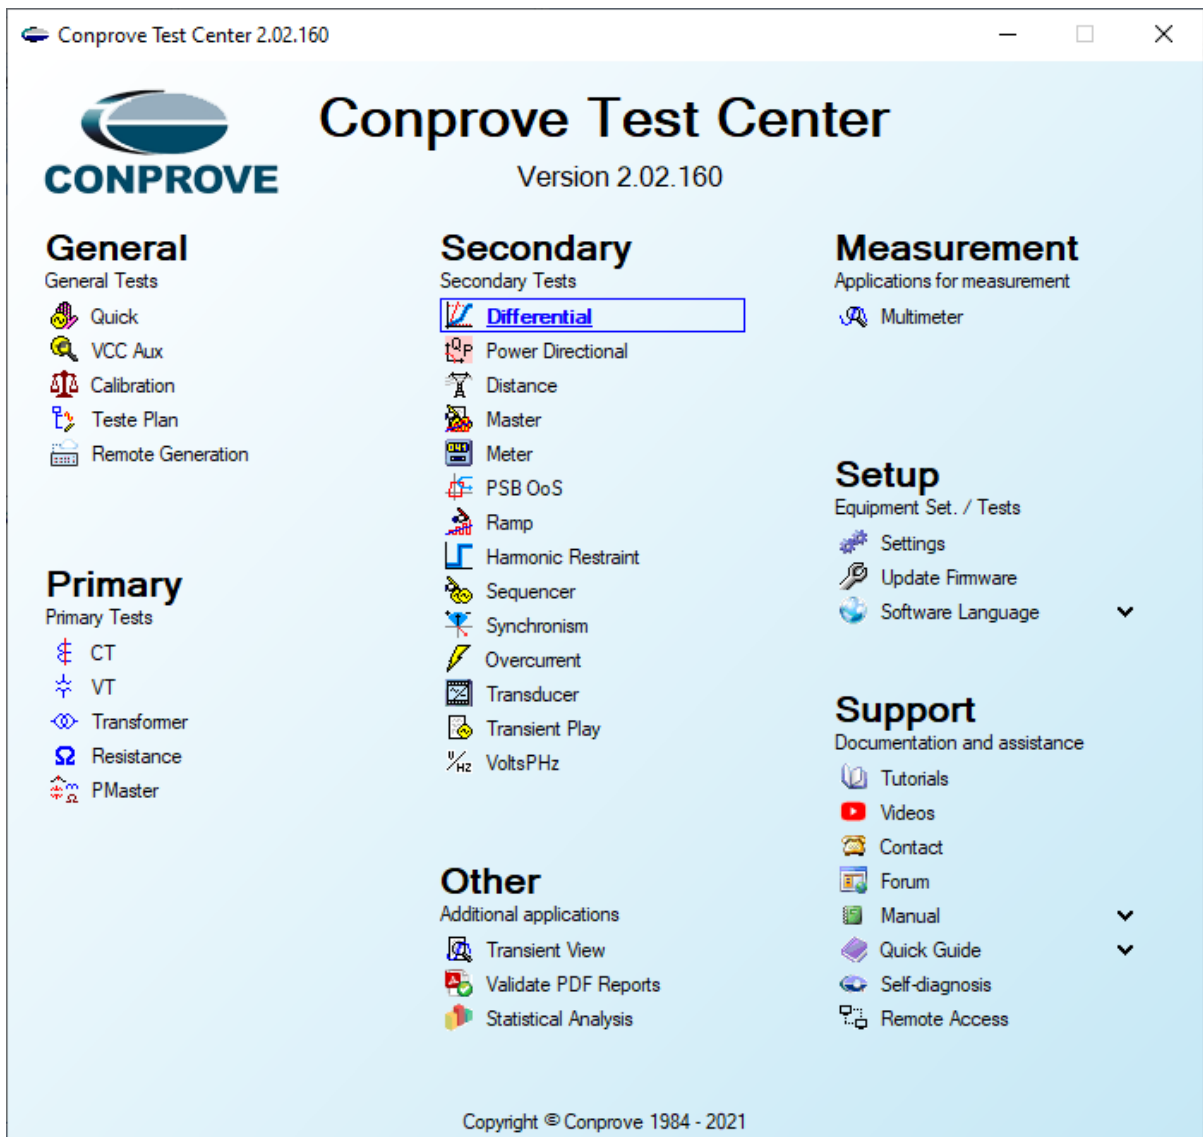 Conprove Test Center 2.02.160
CONPROVE
Conprove Test Center
Version 2.02.160
General
General Tests
Quick
VCC Aux
Calibration
Teste Plan
Remote Generation
Primary
Primary Tests
CT
VT
Transformer
Resistance
PMaster
Secondary
Secondary Tests
Differential
Power Directional
Distance
Master
Meter
PSB OoS
Ramp
Harmonic Restraint
Sequencer
Synchronism
Overcurrent
Transducer
Transient Play
VoltsPHz
Other
Additional applications
Transient View
Validate PDF Reports
Statistical Analysis
Measurement
Applications for measurement
Multimeter
Setup
Equipment Set. / Tests
Settings
Update Firmware
Software Language
Support
Documentation and assistance
Tutorials
Videos
Contact
Forum
Manual
Quick Guide
Self-diagnosis
Remote Access
Copyright © Conprove 1984 - 2021